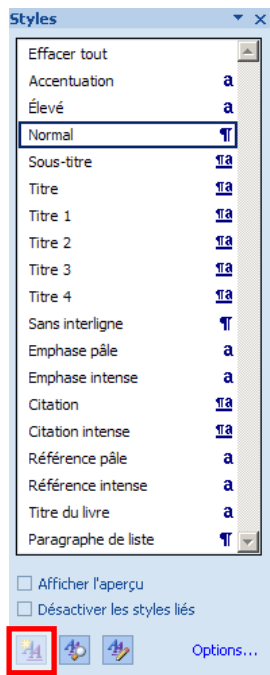 Styles
Effacer tout
Accentuation a
Élevé a
Normal ¶
Sous-titre ¶a
Titre ¶a
Titre 1 ¶a
Titre 2 ¶a
Titre 3 ¶a
Titre 4 ¶a
Sans interligne ¶
Emphase pâle a
Emphase intense a
Citation ¶a
Citation intense ¶a
Référence pâle a
Référence intense a
Titre du livre a
Paragraphe de liste ¶
Afficher l'aperçu
Désactiver les styles liés
Options...